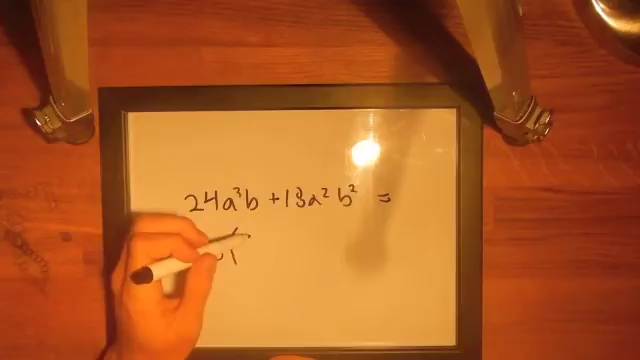 24a³b + 18a²b² =
(